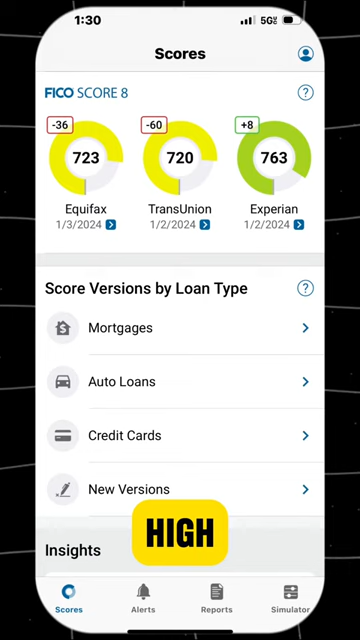 1:30
5GE
Scores
FICO SCORE 8
?
-36
-60
+8
723
720
763
Equifax
TransUnion
Experian
1/3/2024
1/2/2024
1/2/2024
Score Versions by Loan Type
?
Mortgages
Auto Loans
Credit Cards
New Versions
HIGH
Insights
Scores
Alerts
Reports
Simulator